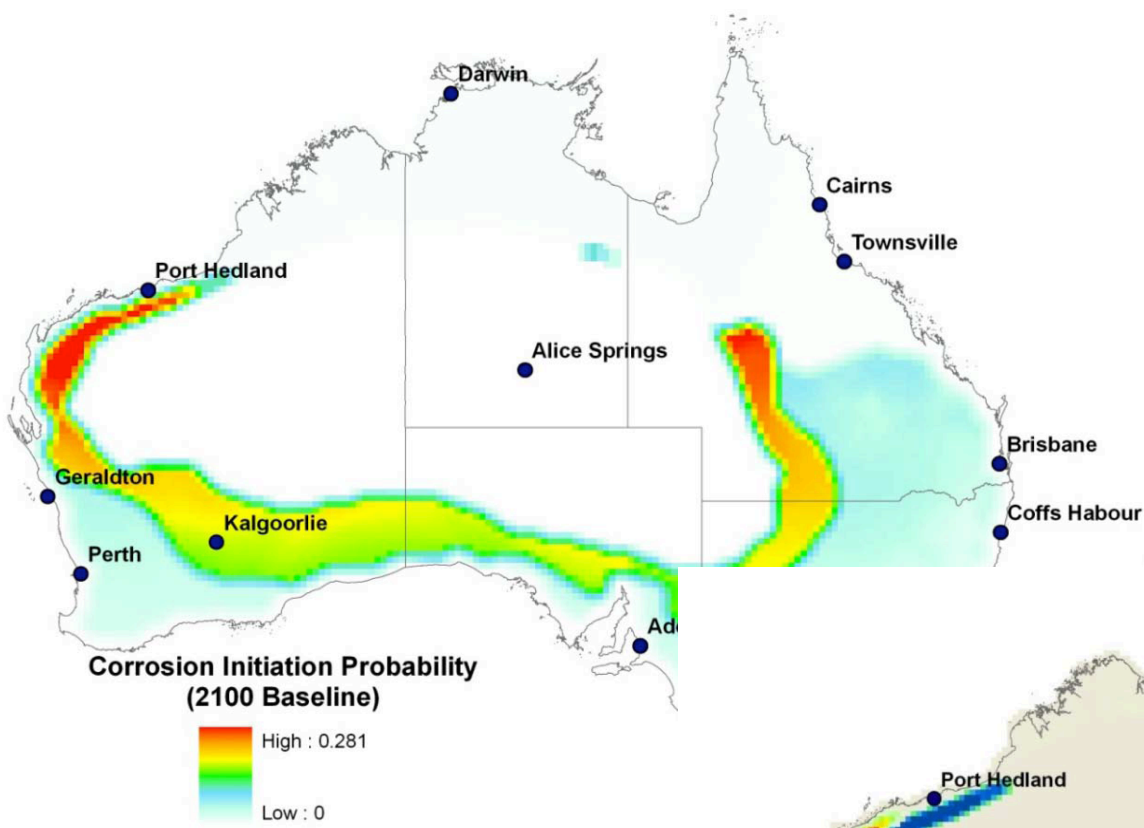 Darwin
Cairns
Townsville
Port Hedland
Alice Springs
Brisbane
Geraldton
Coffs Habour
Kalgoorlie
Perth
Corrosion Initiation Probability
(2100 Baseline)
High : 0.281
Low : 0
Port Hedland